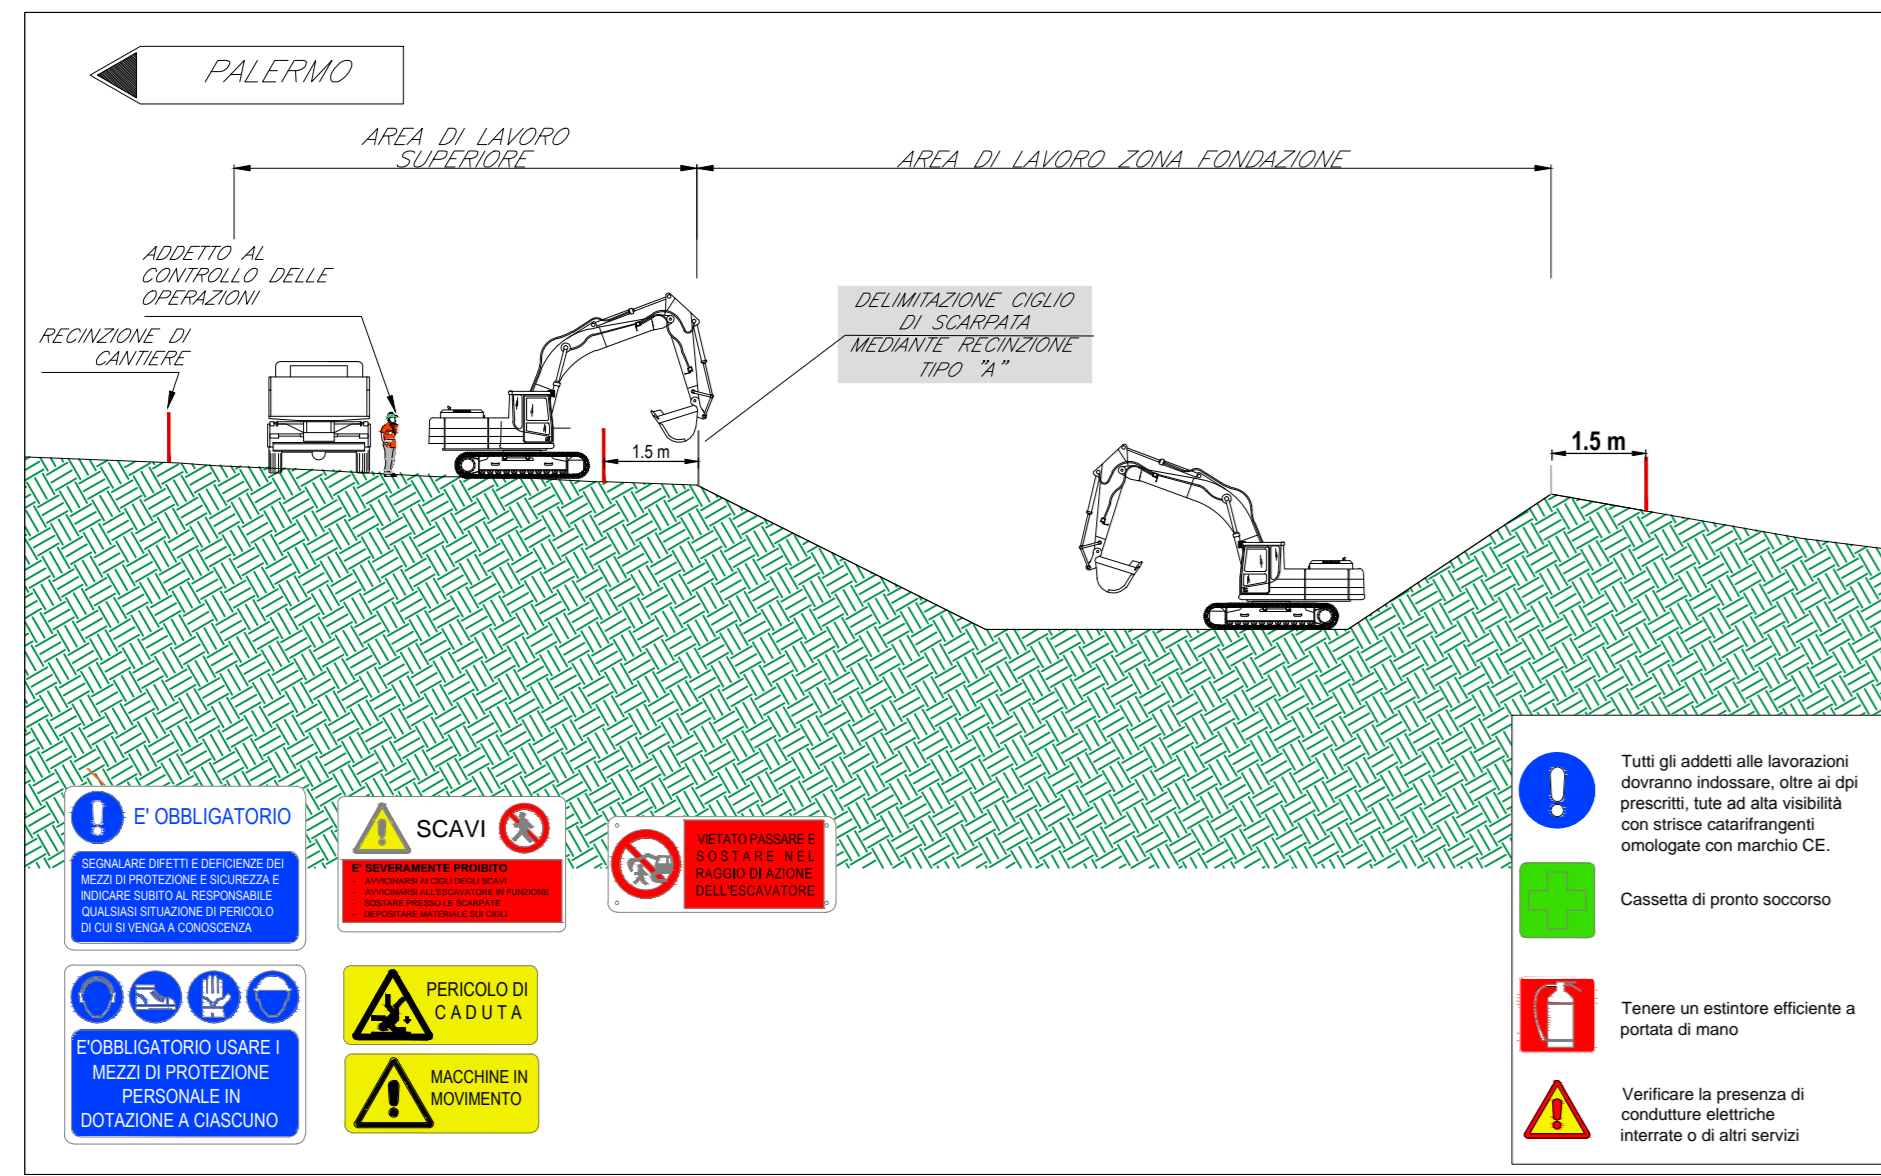 PALERMO
AREA DI LAVORO
SUPERIORE
AREA DI LAVORO ZONA FONDAZIONE
ADDETTO AL
CONTROLLO DELLE
OPERAZIONI
RECINZIONE DI
CANTIERE
DELIMITAZIONE CIGLIO
DI SCARPATA
MEDIANTE RECINZIONE
TIPO "A"
1.5 m
1.5 m
E' OBBLIGATORIO
SEGNALARE DIFETTI E DEFICIENZE DEI
MEZZI DI PROTEZIONE E SICUREZZA E
INDICARE SUBITO AL RESPONSABILE
QUALSIASI SITUAZIONE DI PERICOLO
DI CUI SI VENGA A CONOSCENZA
SCAVI
E' SEVERAMENTE PROIBITO
- AVVICINARSI AI CIGLI DEGLI SCAVI
- AVVICINARSI ALL'ESCAVATORE IN FUNZIONE
- SOSTARE PRESSO LE SCARPATE
- DEPOSITARE MATERIALE SUI CIGLI
VIETATO PASSARE E
SOSTARE NEL
RAGGIO DI AZIONE
DELL'ESCAVATORE
E'OBBLIGATORIO USARE I
MEZZI DI PROTEZIONE
PERSONALE IN
DOTAZIONE A CIASCUNO
PERICOLO DI
CADUTA
MACCHINE IN
MOVIMENTO
Tutti gli addetti alle lavorazioni
dovranno indossare, oltre ai dpi
prescritti, tute ad alta visibilità
con strisce catarifrangenti
omologate con marchio CE.
Cassetta di pronto soccorso
Tenere un estintore efficiente a
portata di mano
Verificare la presenza di
condutture elettriche
interrate o di altri servizi